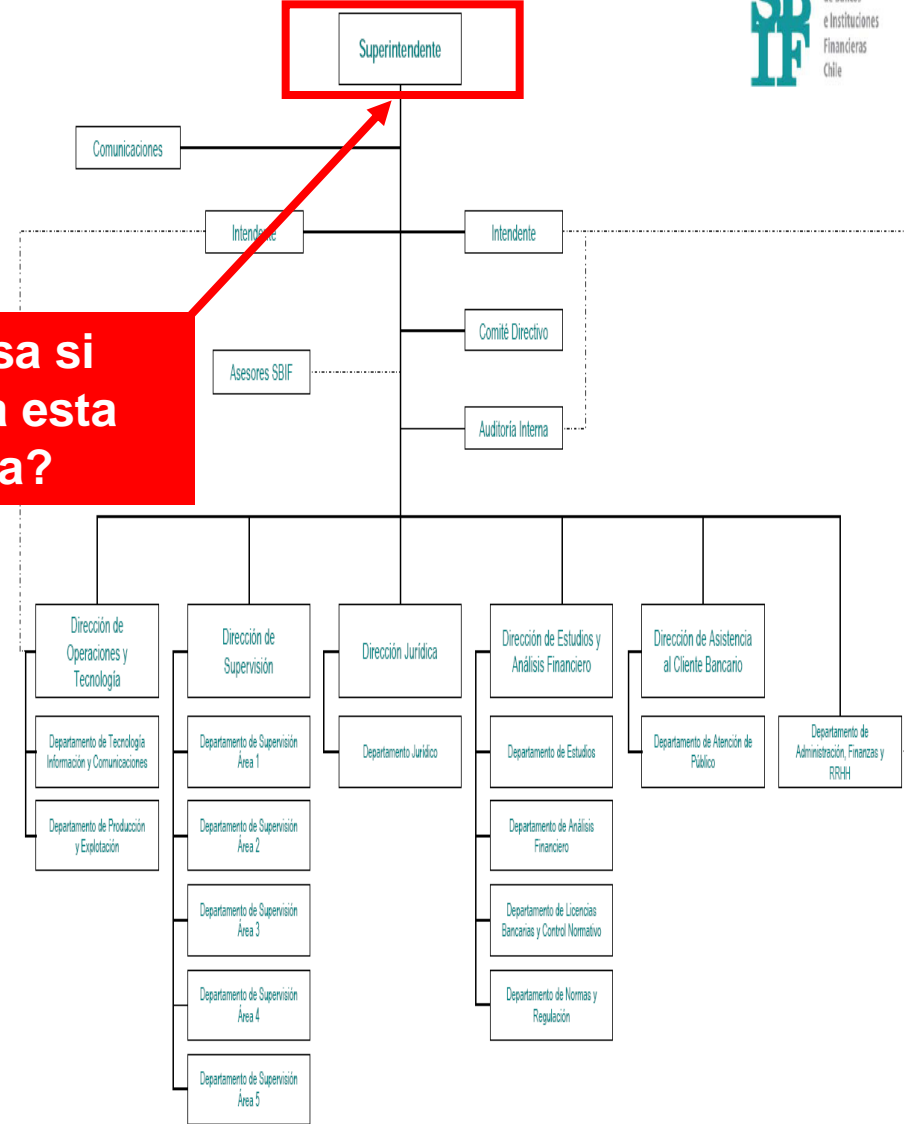 SB
IF
e Instituciones
Financieras
Chile
Superintendente
Comunicaciones
Intendente
Intendente
Comité Directivo
Asesores SBIF
Auditoría Interna
sa si
a esta
a?
Dirección de
Operaciones y
Tecnología
Departamento de Tecnología
Información y Comunicaciones
Departamento de Producción
y Explotación
Dirección de
Supervisión
Departamento de Supervisión
Área 1
Departamento de Supervisión
Área 2
Departamento de Supervisión
Área 3
Departamento de Supervisión
Área 4
Departamento de Supervisión
Área 5
Dirección Jurídica
Departamento Jurídico
Dirección de Estudios y
Análisis Financiero
Departamento de Estudios
Departamento de Análisis
Financiero
Departamento de Licencias
Bancarias y Control Normativo
Departamento de Normas y
Regulación
Dirección de Asistencia
al Cliente Bancario
Departamento de Atención de
Público
Departamento de
Administración, Finanzas y
RRHH